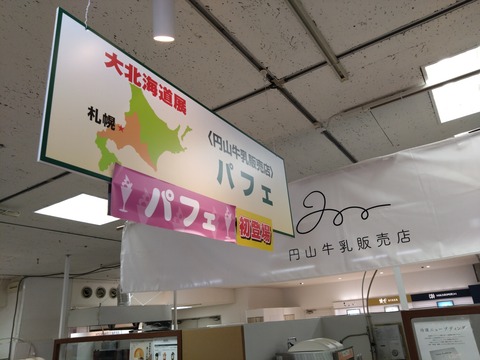 大北海道展
札幌
〈円山牛乳販売店〉
パフェ
パフェ
初登場
円山牛乳販売店